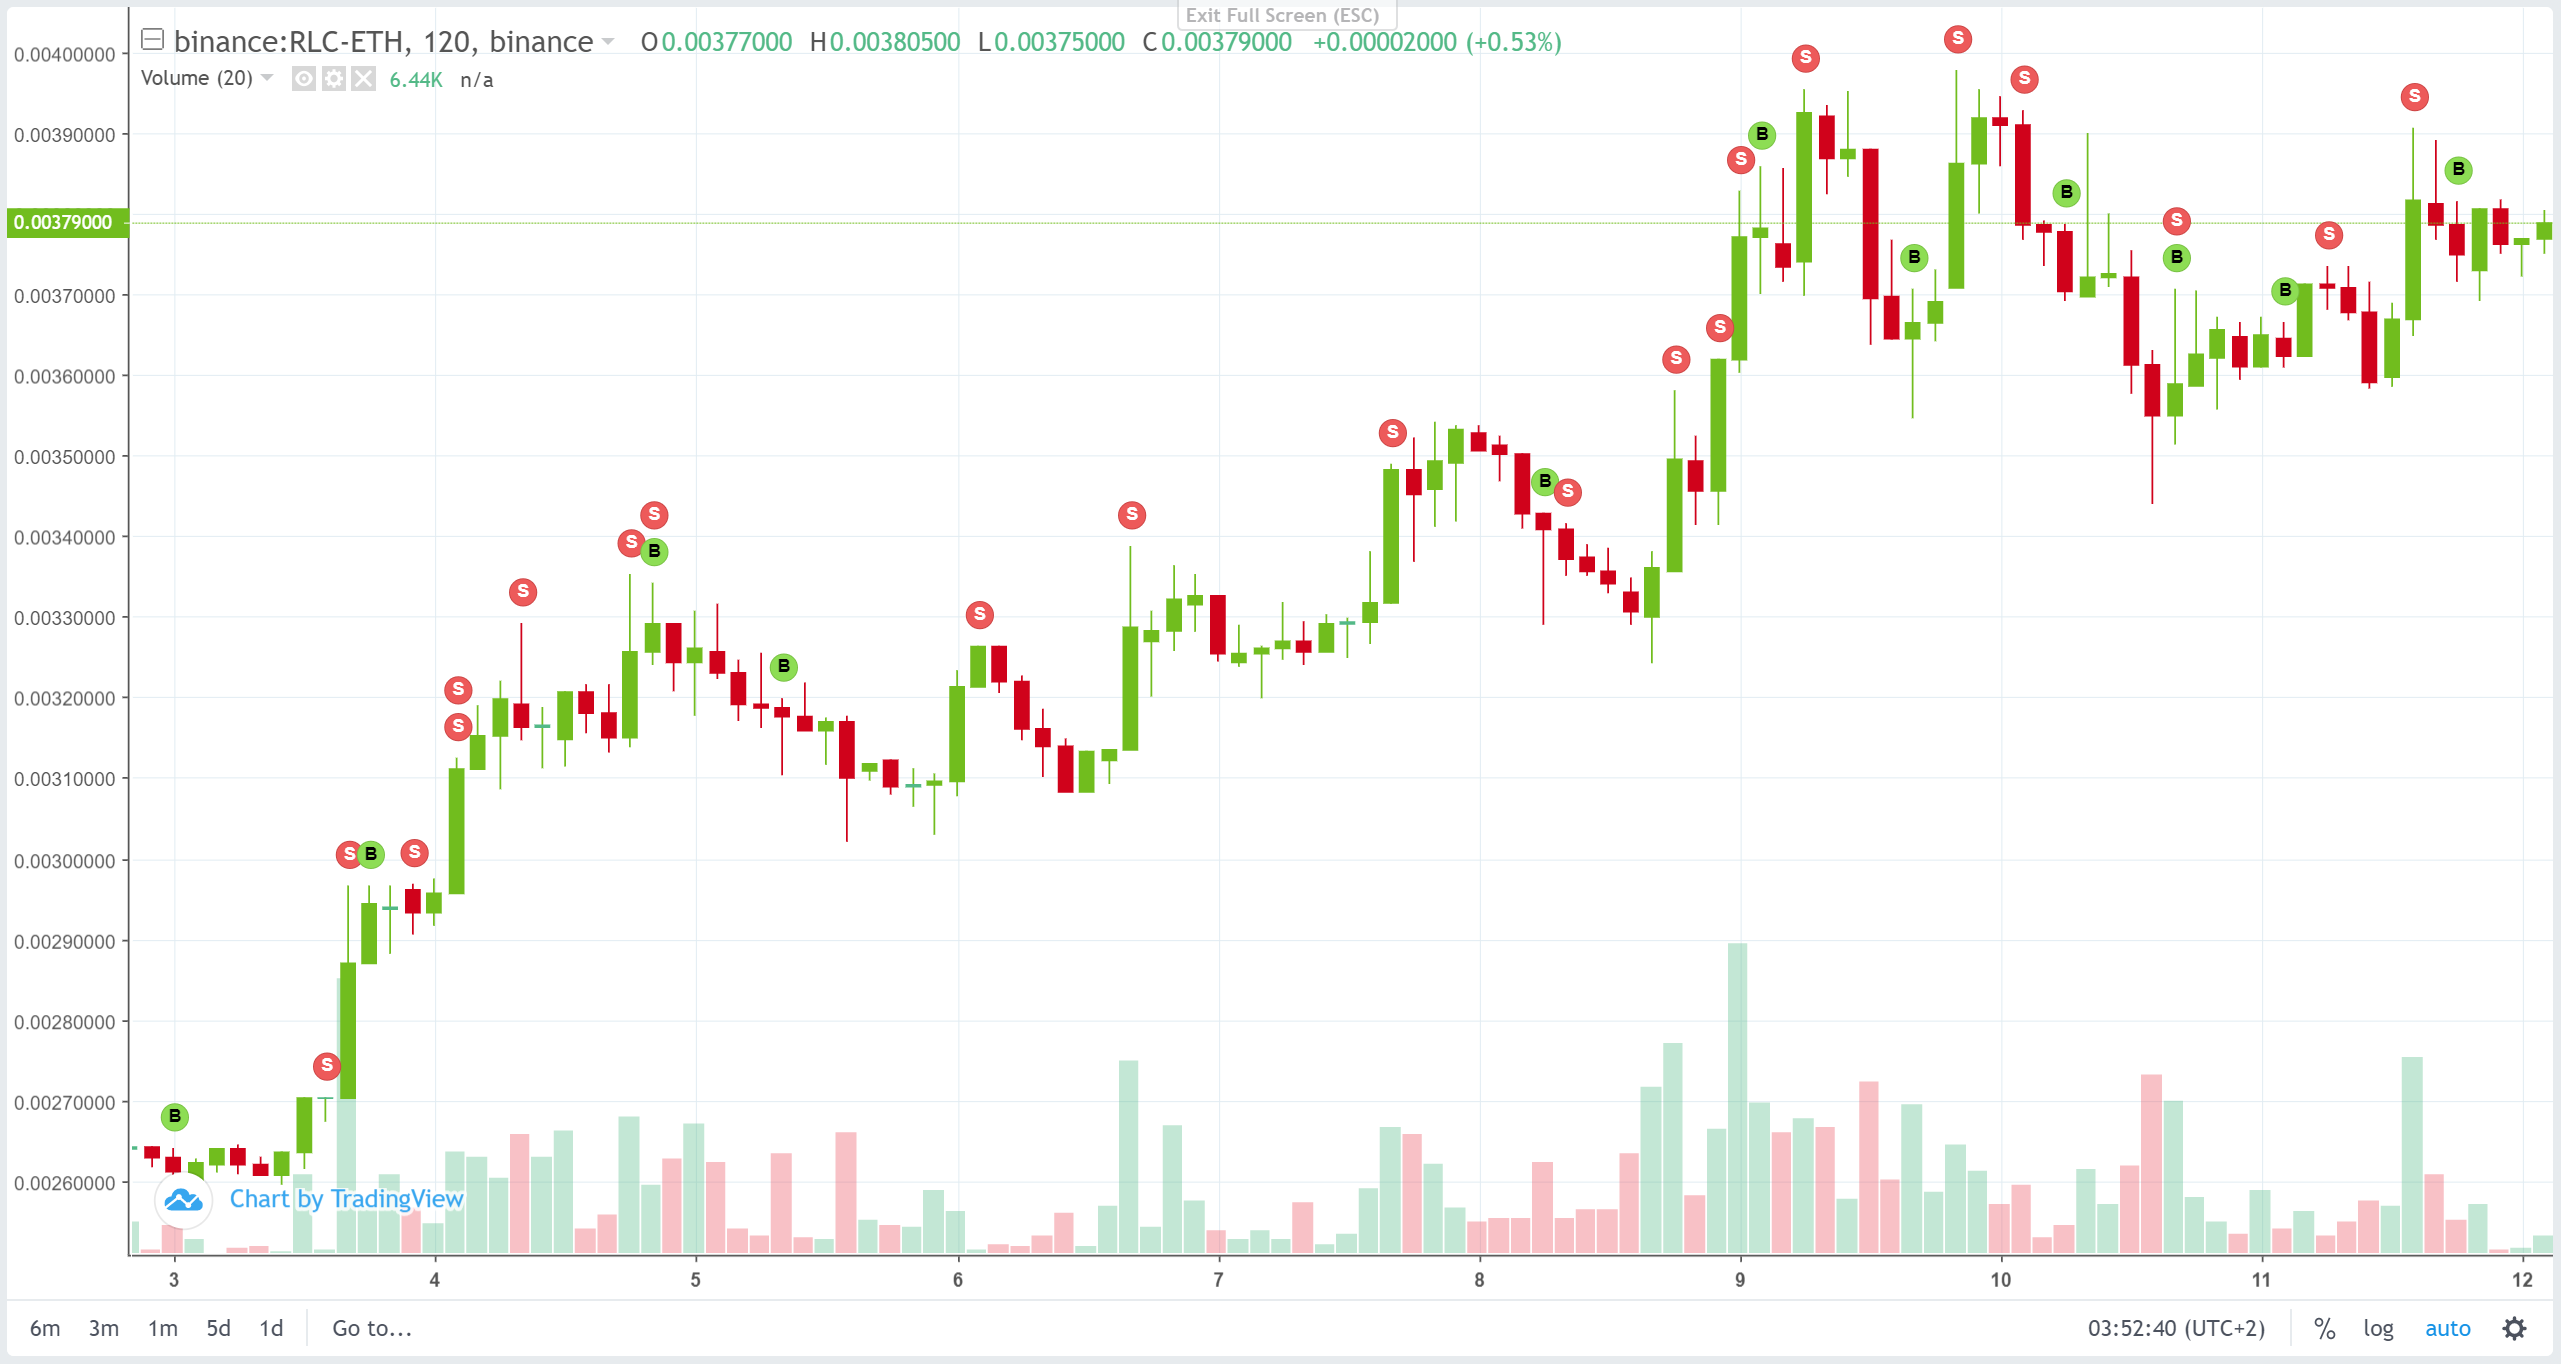 Exit Full Screen (ESC)
binance:RLC-ETH, 120, binance O0.00377000 H0.00380500 L0.00375000 C0.00379000 +0.00002000 (+0.53%)
Volume (20) 6.44K n/a
0.00400000
0.00390000
0.00379000
0.00370000
0.00360000
0.00350000
0.00340000
0.00330000
0.00320000
0.00310000
0.00300000
0.00290000
0.00280000
0.00270000
0.00260000
B
S
S
B
S
S
S
S
S
S
B
B
S
S
S
B
S
S
S
S
B
S
B
S
S
B
S
B
B
S
S
B
Chart by TradingView
3 4 5 6 7 8 9 10 11 12
6m 3m 1m 5d 1d Go to... 03:52:40 (UTC+2) % log auto